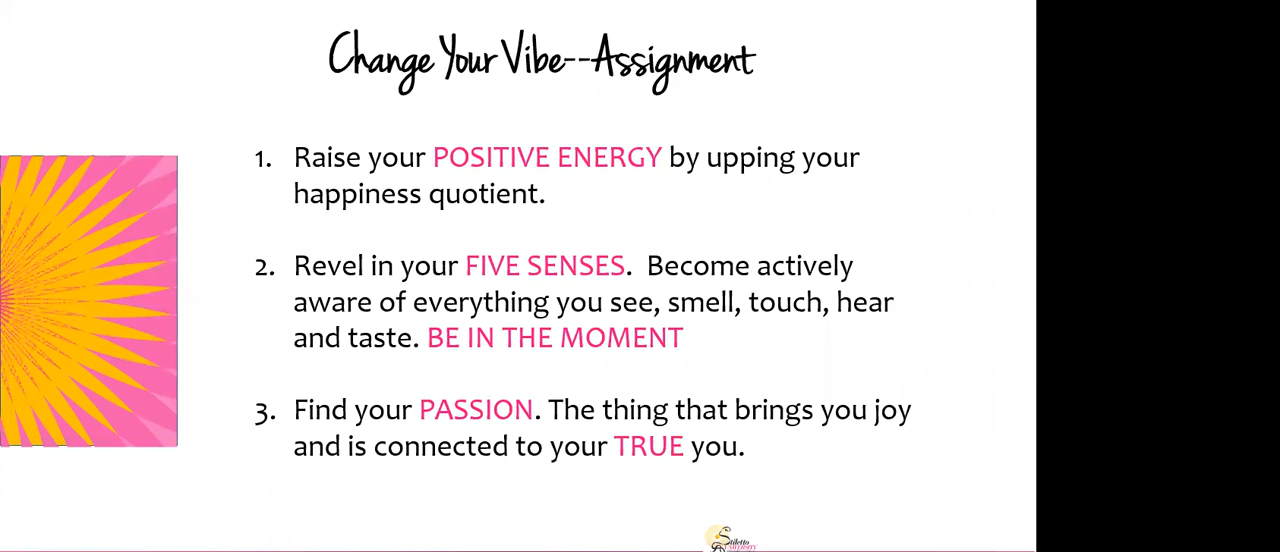 Change Your Vibe--Assignment
1. Raise your POSITIVE ENERGY by upping your
happiness quotient.
2. Revel in your FIVE SENSES.  Become actively
aware of everything you see, smell, touch, hear
and taste. BE IN THE MOMENT
3. Find your PASSION. The thing that brings you joy
and is connected to your TRUE you.
Stiletto